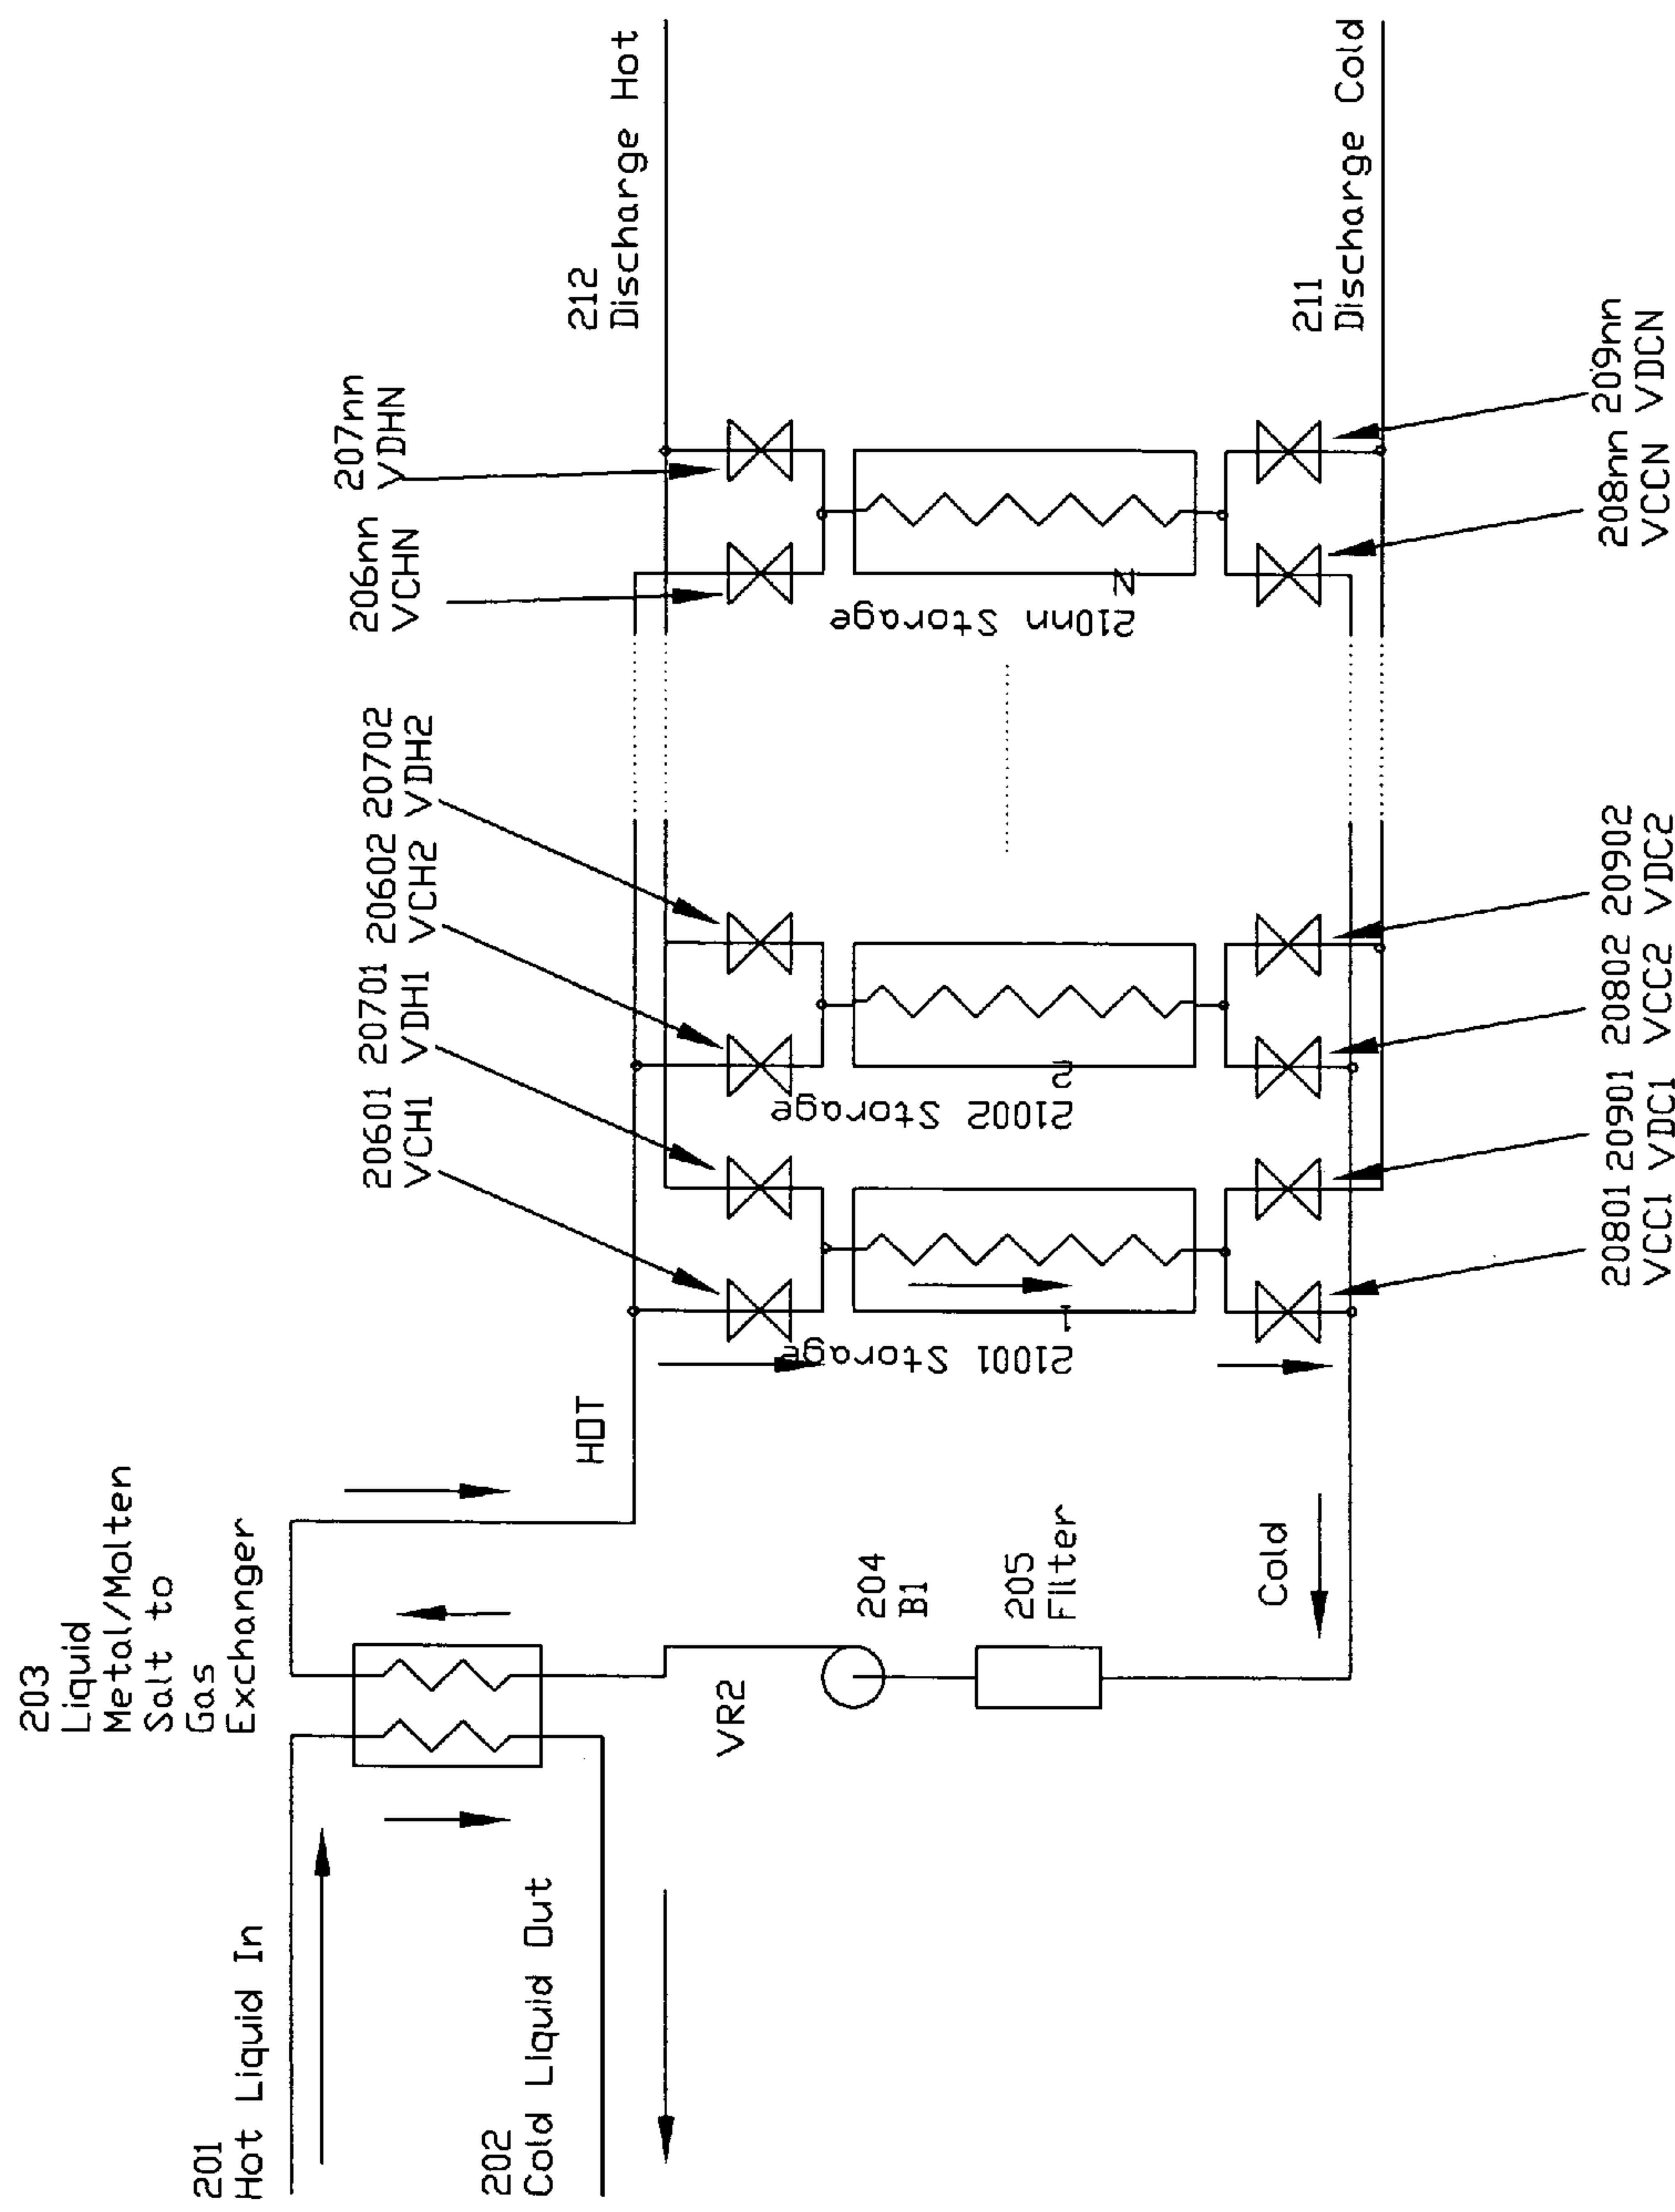 201
Hot Liquid In
202
Cold Liquid Out
203
Liquid
Metal/Molten
Salt to
Gas
Exchanger
VR2
204
B1
205
Filter
HOT
Cold
20601 20701 20602 20702
VCH1 VDH1 VCH2 VDH2
206nn 207nn
VCHN VDHN
212
Discharge Hot
21001 Storage
1
21002 Storage
2
210nn Storage
N
20801 20901 20802 20902
VCC1 VDC1 VCC2 VDC2
208nn 209nn
VCCN VDCN
211
Discharge Cold